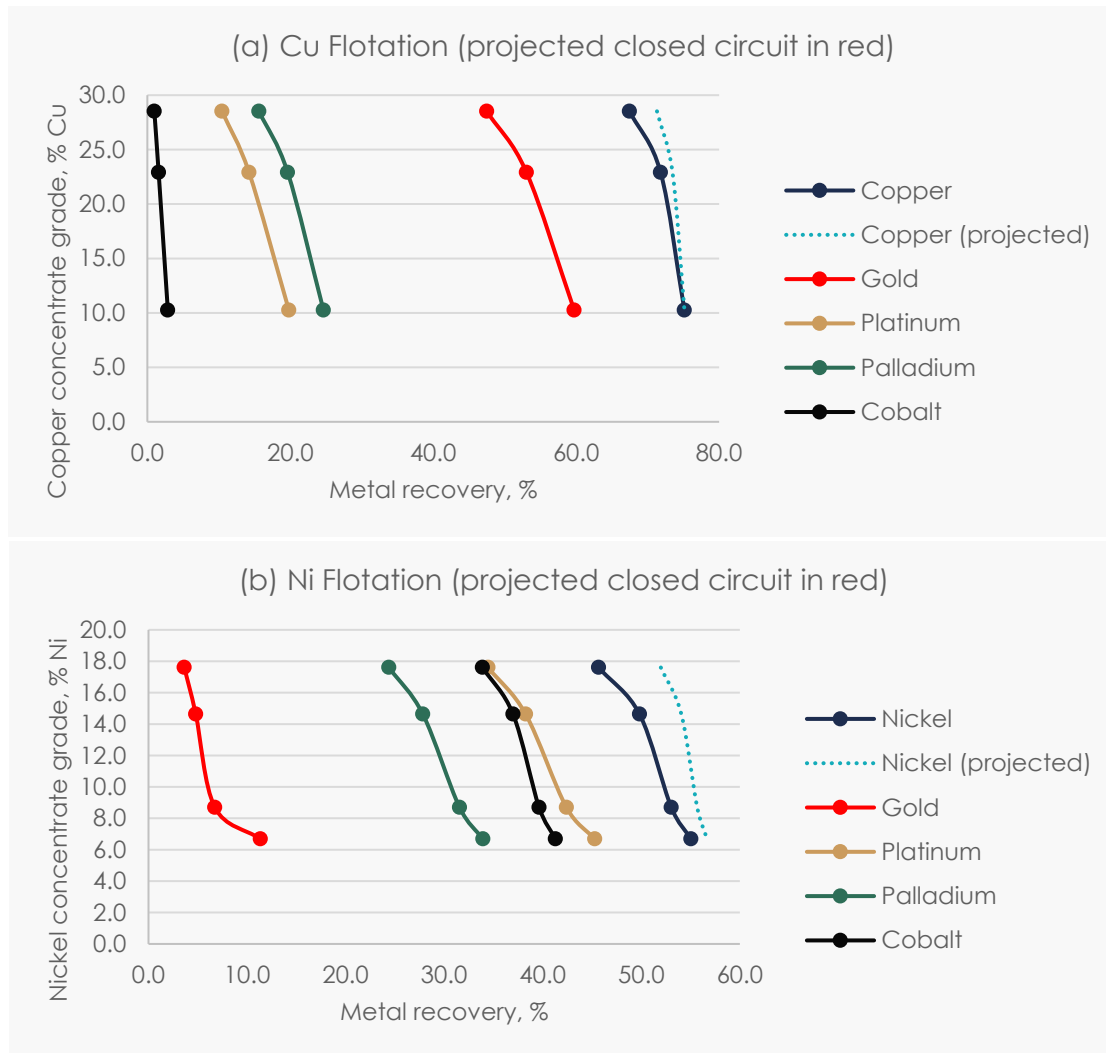 (a) Cu Flotation (projected closed circuit in red)
Copper concentrate grade, % Cu
30.0
25.0
20.0
15.0
10.0
5.0
0.0
0.0 20.0 40.0 60.0 80.0
Metal recovery, %
Copper
Copper (projected)
Gold
Platinum
Palladium
Cobalt
(b) Ni Flotation (projected closed circuit in red)
Nickel concentrate grade, % Ni
20.0
18.0
16.0
14.0
12.0
10.0
8.0
6.0
4.0
2.0
0.0
0.0 10.0 20.0 30.0 40.0 50.0 60.0
Metal recovery, %
Nickel
Nickel (projected)
Gold
Platinum
Palladium
Cobalt